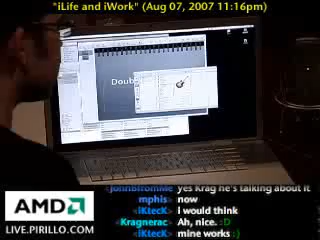 "iLife and iWork" (Aug 07, 2007 11:16pm)
Doub
<JohnBfromMe> yes Krag he's talking about it
mphis> now
<iKtecK> i would think
<Kragnerac> Ah, nice. :D
<iKtecK> mine works :)
AMD
LIVE.PIRILLO.COM